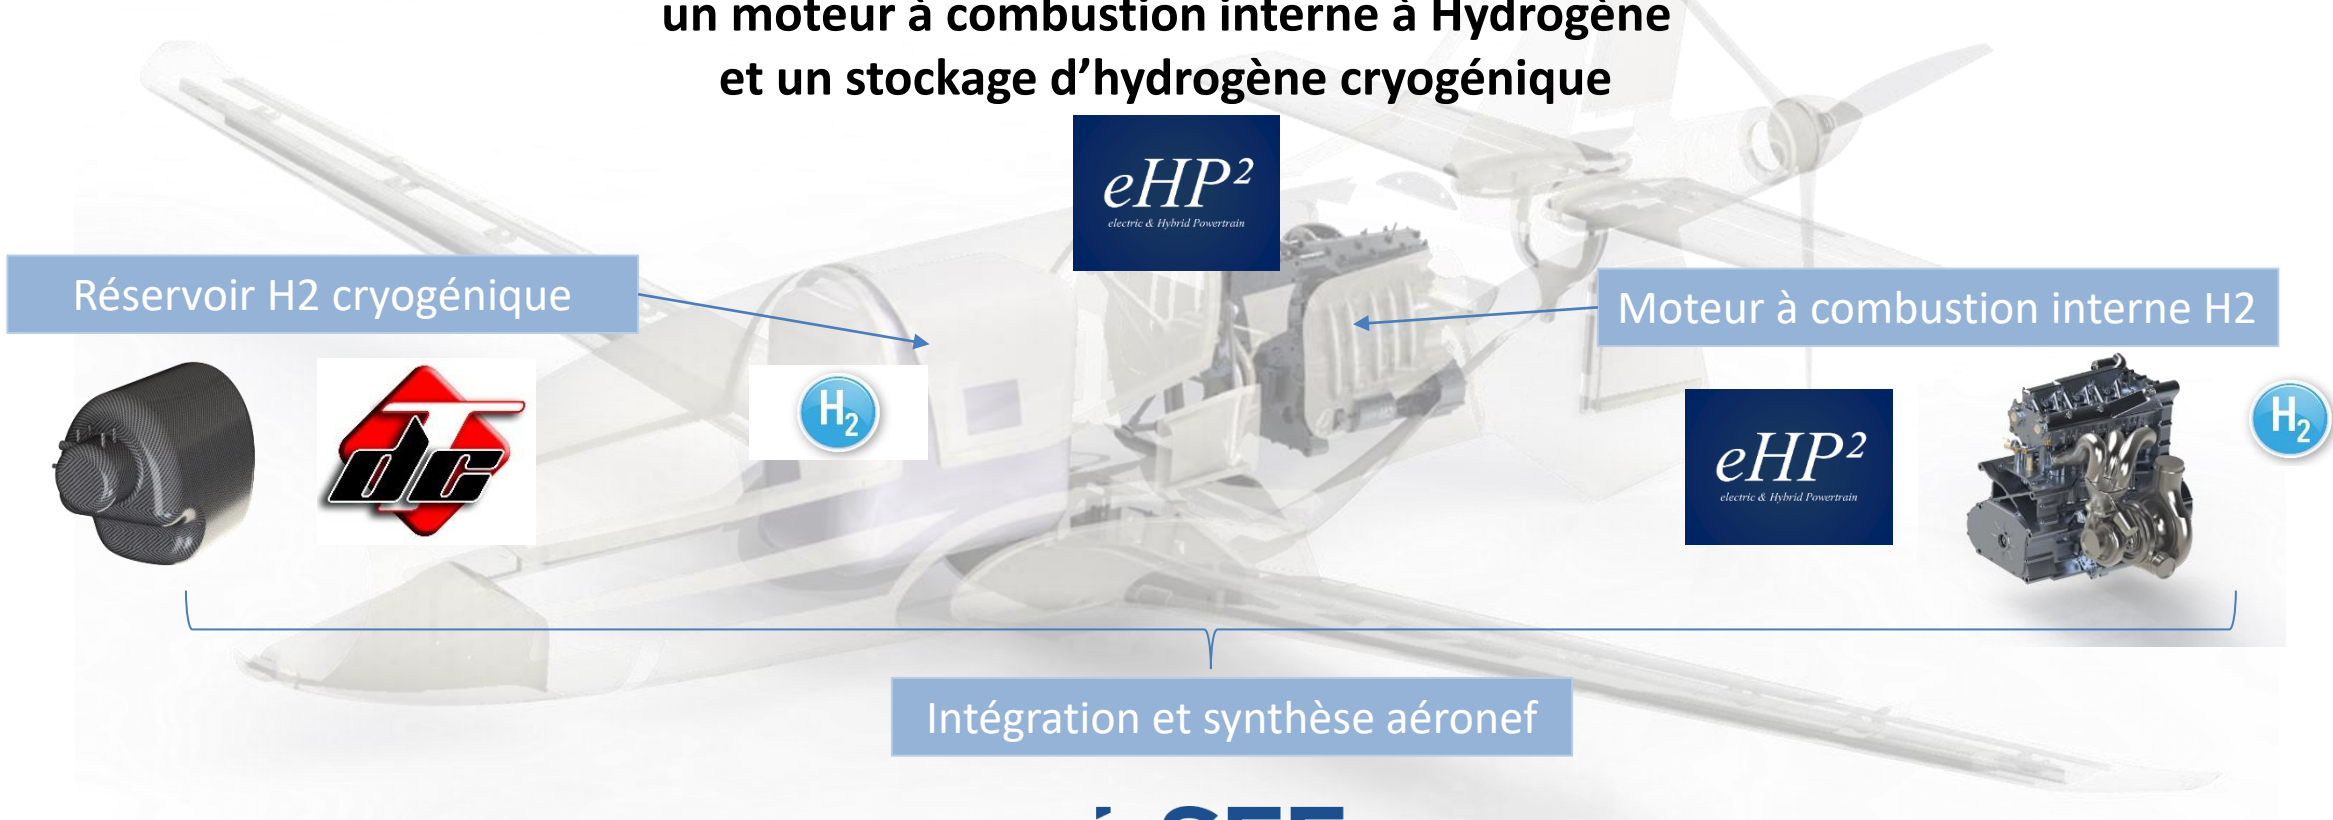 un moteur à combustion interne à Hydrogène
et un stockage d’hydrogène cryogénique
eHP²
electric & Hybrid Powertrain
Réservoir H2 cryogénique
Moteur à combustion interne H2
dTc
H₂
eHP²
electric & Hybrid Powertrain
H₂
Intégration et synthèse aéronef